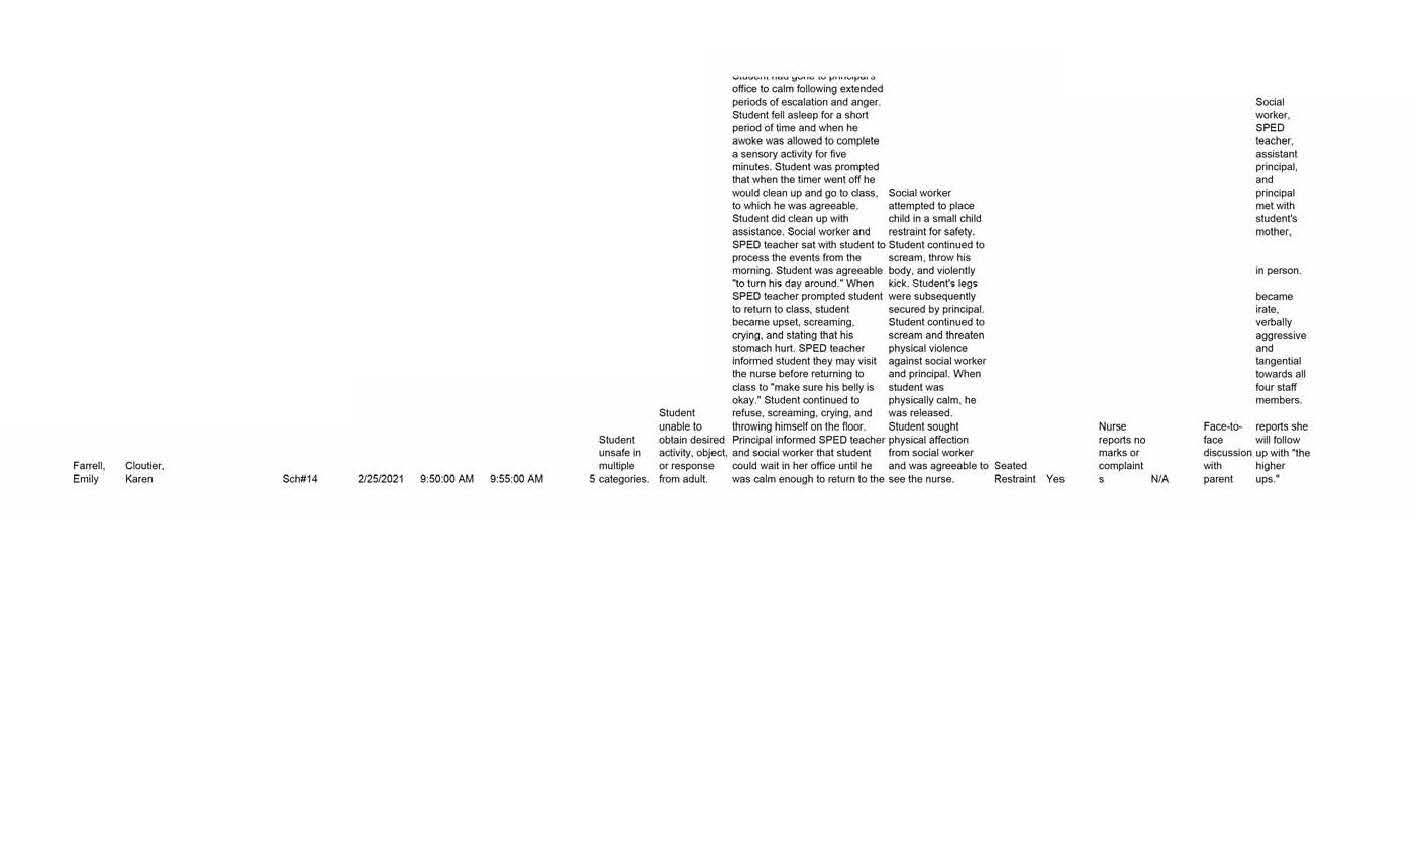 Farrell,
Emily
Cloutier,
Karen
Sch#14
2/25/2021
9:50:00 AM
9:55:00 AM
5
Student
unsafe in
multiple
categories.
Student
unable to
obtain desired
activity, object,
or response
from adult.
Student had gone to principal's
office to calm following extended
periods of escalation and anger.
Student fell asleep for a short
period of time and when he
awoke was allowed to complete
a sensory activity for five
minutes. Student was prompted
that when the timer went off he
would clean up and go to class,
to which he was agreeable.
Student did clean up with
assistance. Social worker and
SPED teacher sat with student to
process the events from the
morning. Student was agreeable
"to turn his day around." When
SPED teacher prompted student
to return to class, student
became upset, screaming,
crying, and stating that his
stomach hurt. SPED teacher
informed student they may visit
the nurse before returning to
class to "make sure his belly is
okay." Student continued to
refuse, screaming, crying, and
throwing himself on the floor.
Principal informed SPED teacher
and social worker that student
could wait in her office until he
was calm enough to return to the
Social worker
attempted to place
child in a small child
restraint for safety.
Student continued to
scream, throw his
body, and violently
kick. Student's legs
were subsequently
secured by principal.
Student continued to
scream and threaten
physical violence
against social worker
and principal. When
student was
physically calm, he
was released.
Student sought
physical affection
from social worker
and was agreeable to
see the nurse.
Seated
Restraint
Yes
Nurse
reports no
marks or
complaint
s
N/A
Face-to-
face
discussion
with
parent
Social
worker,
SPED
teacher,
assistant
principal,
and
principal
met with
student's
mother,
in person.
became
irate,
verbally
aggressive
and
tangential
towards all
four staff
members.
reports she
will follow
up with "the
higher
ups."